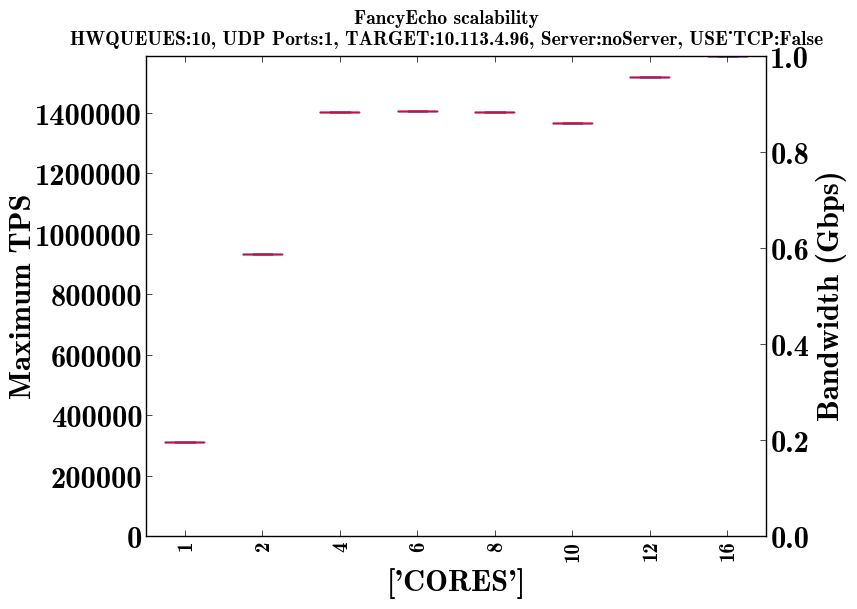 FancyEcho scalability
HWQUEUES:10, UDP Ports:1, TARGET:10.113.4.96, Server:noServer, USE˙TCP:False
Maximum TPS
1400000
1200000
1000000
800000
600000
400000
200000
0
1.0
0.8
0.6
0.4
0.2
0.0
Bandwidth (Gbps)
1 2 4 6 8 10 12 16
['CORES']